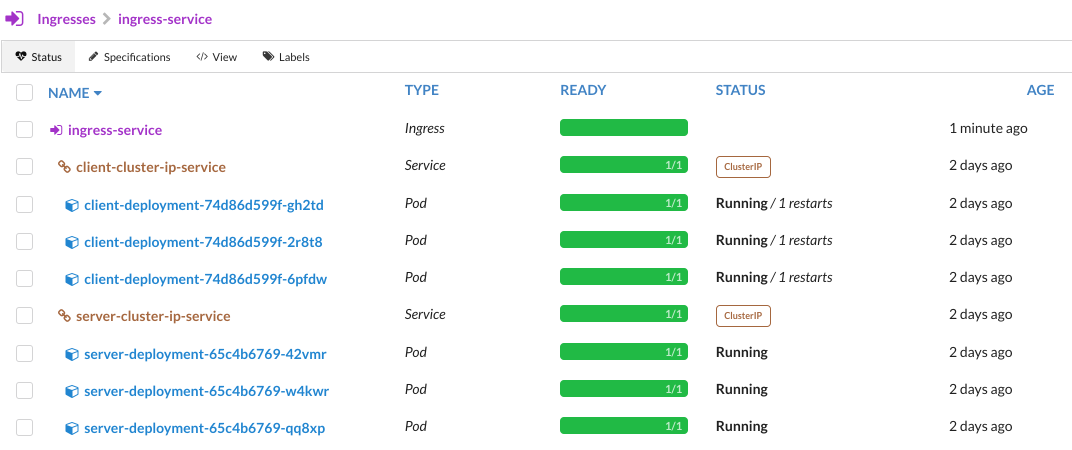 Ingresses > ingress-service
Status Specifications </> View Labels
NAME TYPE READY STATUS AGE
ingress-service Ingress 1 minute ago
client-cluster-ip-service Service 1/1 ClusterIP 2 days ago
client-deployment-74d86d599f-gh2td Pod 1/1 Running / 1 restarts 2 days ago
client-deployment-74d86d599f-2r8t8 Pod 1/1 Running / 1 restarts 2 days ago
client-deployment-74d86d599f-6pfdw Pod 1/1 Running / 1 restarts 2 days ago
server-cluster-ip-service Service 1/1 ClusterIP 2 days ago
server-deployment-65c4b6769-42vmr Pod 1/1 Running 2 days ago
server-deployment-65c4b6769-w4kwr Pod 1/1 Running 2 days ago
server-deployment-65c4b6769-qq8xp Pod 1/1 Running 2 days ago